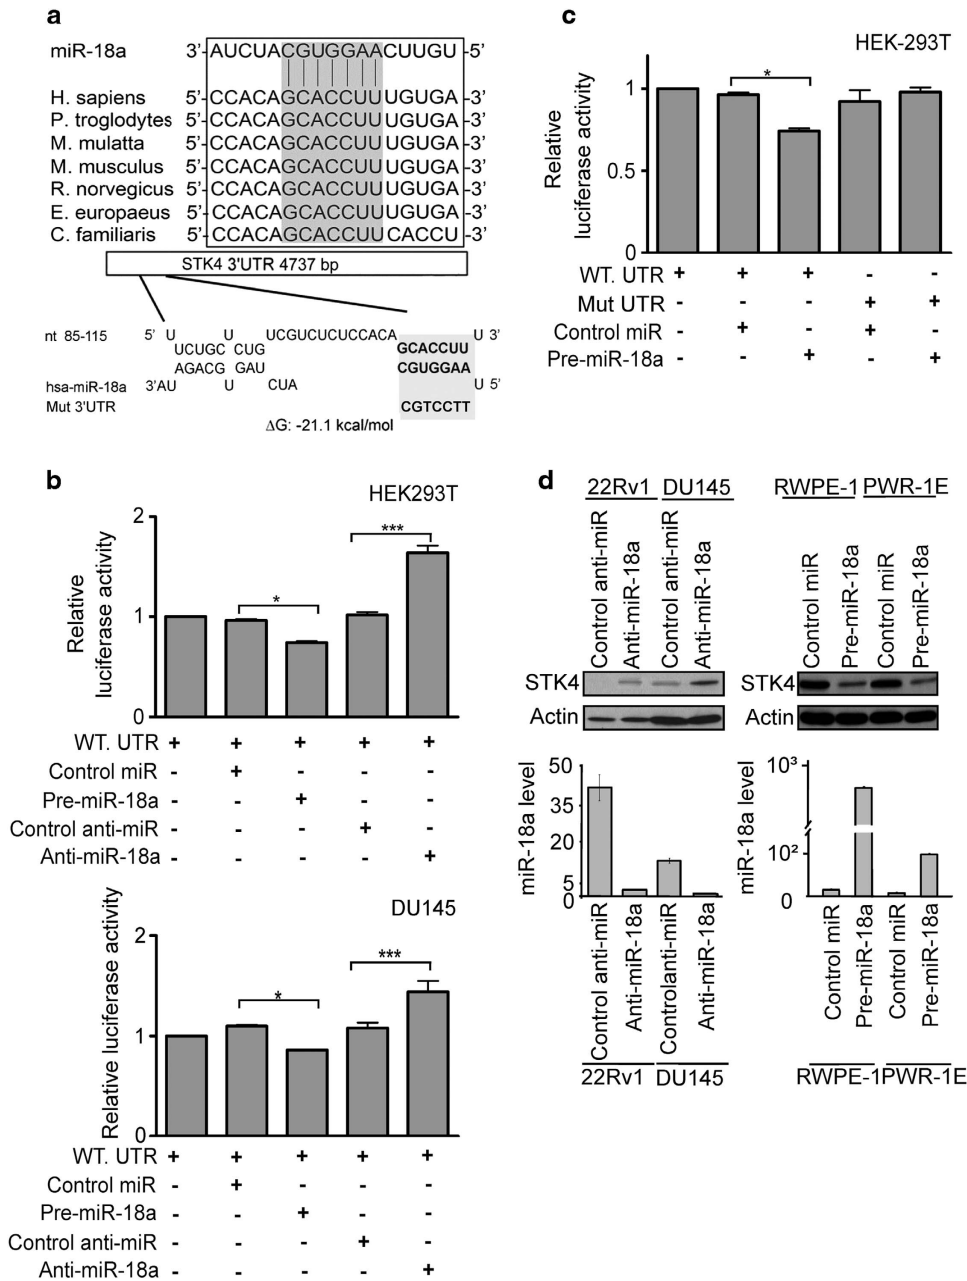 a
miR-18a 3'-AUCUACGUGGAACUUGU-5'
H. sapiens 5'-CCACAGCACCUUUGUGA-3'
P. troglodytes 5'-CCACAGCACCUUUGUGA-3'
M. mulatta 5'-CCACAGCACCUUUGUGA-3'
M. musculus 5'-CCACAGCACCUUUGUGA-3'
R. norvegicus 5'-CCACAGCACCUUUGUGA-3'
E. europaeus 5'-CCACAGCACCUUUGUGA-3'
C. familiaris 5'-CCACAGCACCUUCACCU-3'
STK4 3'UTR 4737 bp
nt 85-115 5' U U UCGUCUCUCCACA U 3'
UCUGC CUG GCACCUU
AGACG GAU CGUGGAA
hsa-miR-18a 3'AU U CUA U 5'
Mut 3'UTR CGTCCTT
ΔG: -21.1 kcal/mol
b
HEK293T
Relative
luciferase activity
2
1
0
*
***
WT. UTR + + + + +
Control miR - + - - -
Pre-miR-18a - - + - -
Control anti-miR - - - + -
Anti-miR-18a - - - - +
DU145
Relative luciferase activity
2
1
0
*
***
WT. UTR + + + + +
Control miR - + - - -
Pre-miR-18a - - + - -
Control anti-miR - - - + -
Anti-miR-18a - - - - +
c
HEK-293T
Relative
luciferase activity
1
0.5
0
*
WT. UTR + + + - -
Mut UTR - - - + +
Control miR - + - + -
Pre-miR-18a - - + - +
d
22Rv1 DU145
Control anti-miR
Anti-miR-18a
Control anti-miR
Anti-miR-18a
STK4
Actin
RWPE-1 PWR-1E
Control miR
Pre-miR-18a
Control miR
Pre-miR-18a
STK4
Actin
miR-18a level
50
35
20
5
0
Control anti-miR
Anti-miR-18a
Controlanti-miR
Anti-miR-18a
22Rv1 DU145
miR-18a level
10³
10²
0
Control miR
Pre-miR-18a
Control miR
Pre-miR-18a
RWPE-1PWR-1E